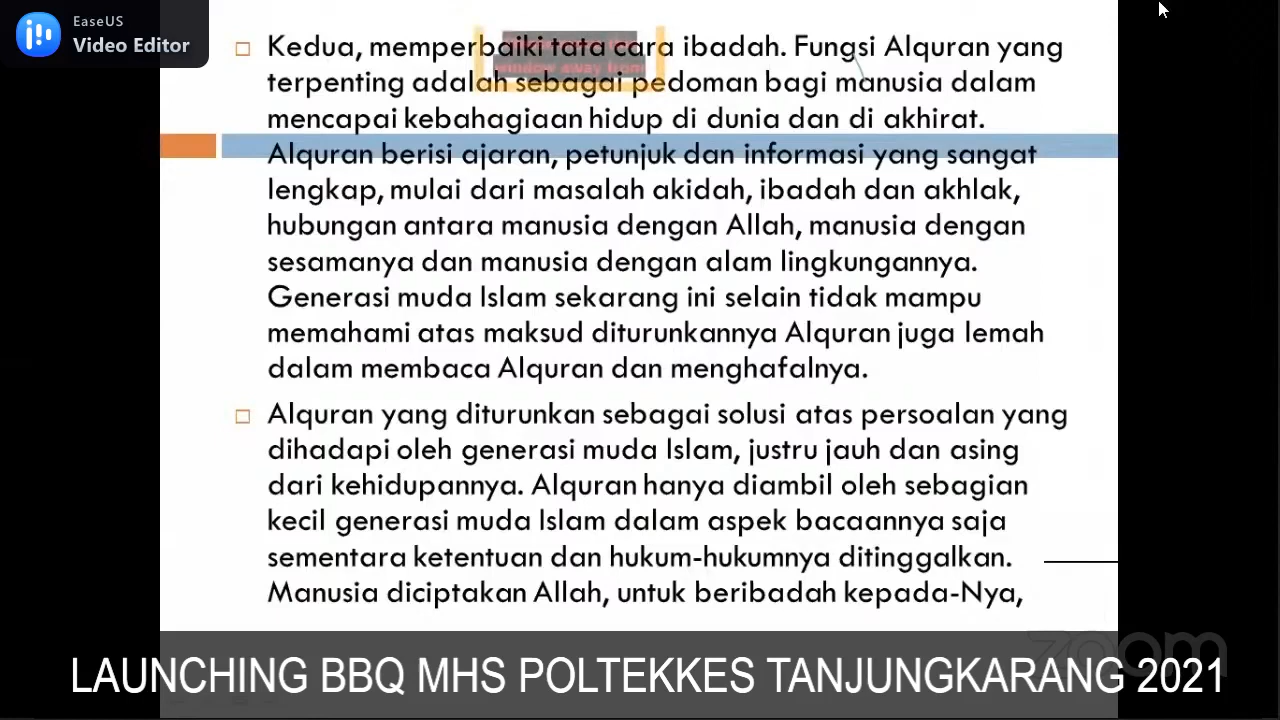 EaseUS
Video Editor
Kedua, memperbaiki tata cara ibadah. Fungsi Alquran yang
window away from
terpenting adalah sebagai pedoman bagi manusia dalam
mencapai kebahagiaan hidup di dunia dan di akhirat.
Alquran berisi ajaran, petunjuk dan informasi yang sangat
lengkap, mulai dari masalah akidah, ibadah dan akhlak,
hubungan antara manusia dengan Allah, manusia dengan
sesamanya dan manusia dengan alam lingkungannya.
Generasi muda Islam sekarang ini selain tidak mampu
memahami atas maksud diturunkannya Alquran juga lemah
dalam membaca Alquran dan menghafalnya.
Alquran yang diturunkan sebagai solusi atas persoalan yang
dihadapi oleh generasi muda Islam, justru jauh dan asing
dari kehidupannya. Alquran hanya diambil oleh sebagian
kecil generasi muda Islam dalam aspek bacaannya saja
sementara ketentuan dan hukum-hukumnya ditinggalkan.
Manusia diciptakan Allah, untuk beribadah kepada-Nya,
zoom
LAUNCHING BBQ MHS POLTEKKES TANJUNGKARANG 2021